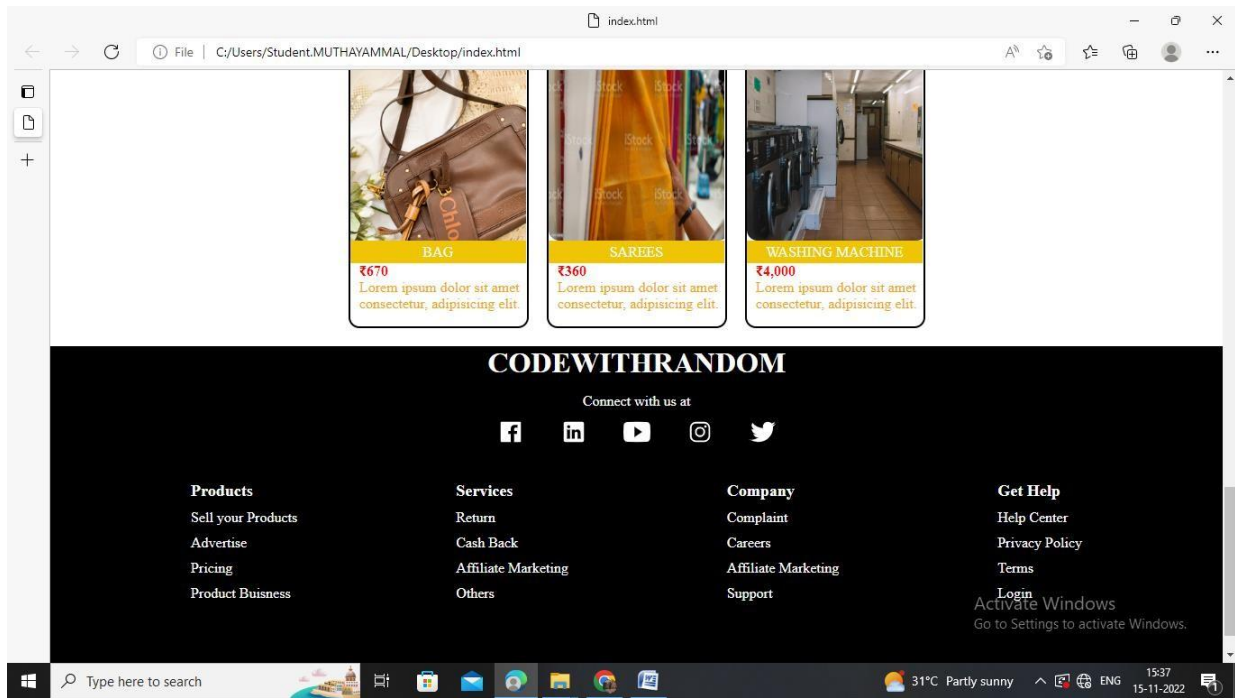 index.html
File | C:/Users/Student.MUTHAYAMMAL/Desktop/index.html
iStock
iStock
iStock
iStock
Chlo
BAG
₹670
Lorem ipsum dolor sit amet
consectetur, adipisicing elit.
SAREES
₹360
Lorem ipsum dolor sit amet
consectetur, adipisicing elit.
WASHING MACHINE
₹4,000
Lorem ipsum dolor sit amet
consectetur, adipisicing elit.
CODEWITHRANDOM
Connect with us at
Products
Sell your Products
Advertise
Pricing
Product Buisness
Services
Return
Cash Back
Affiliate Marketing
Others
Company
Complaint
Careers
Affiliate Marketing
Support
Get Help
Help Center
Privacy Policy
Terms
Login
Activate Windows
Go to Settings to activate Windows.
Type here to search
31°C Partly sunny
ENG
15:37
15-11-2022